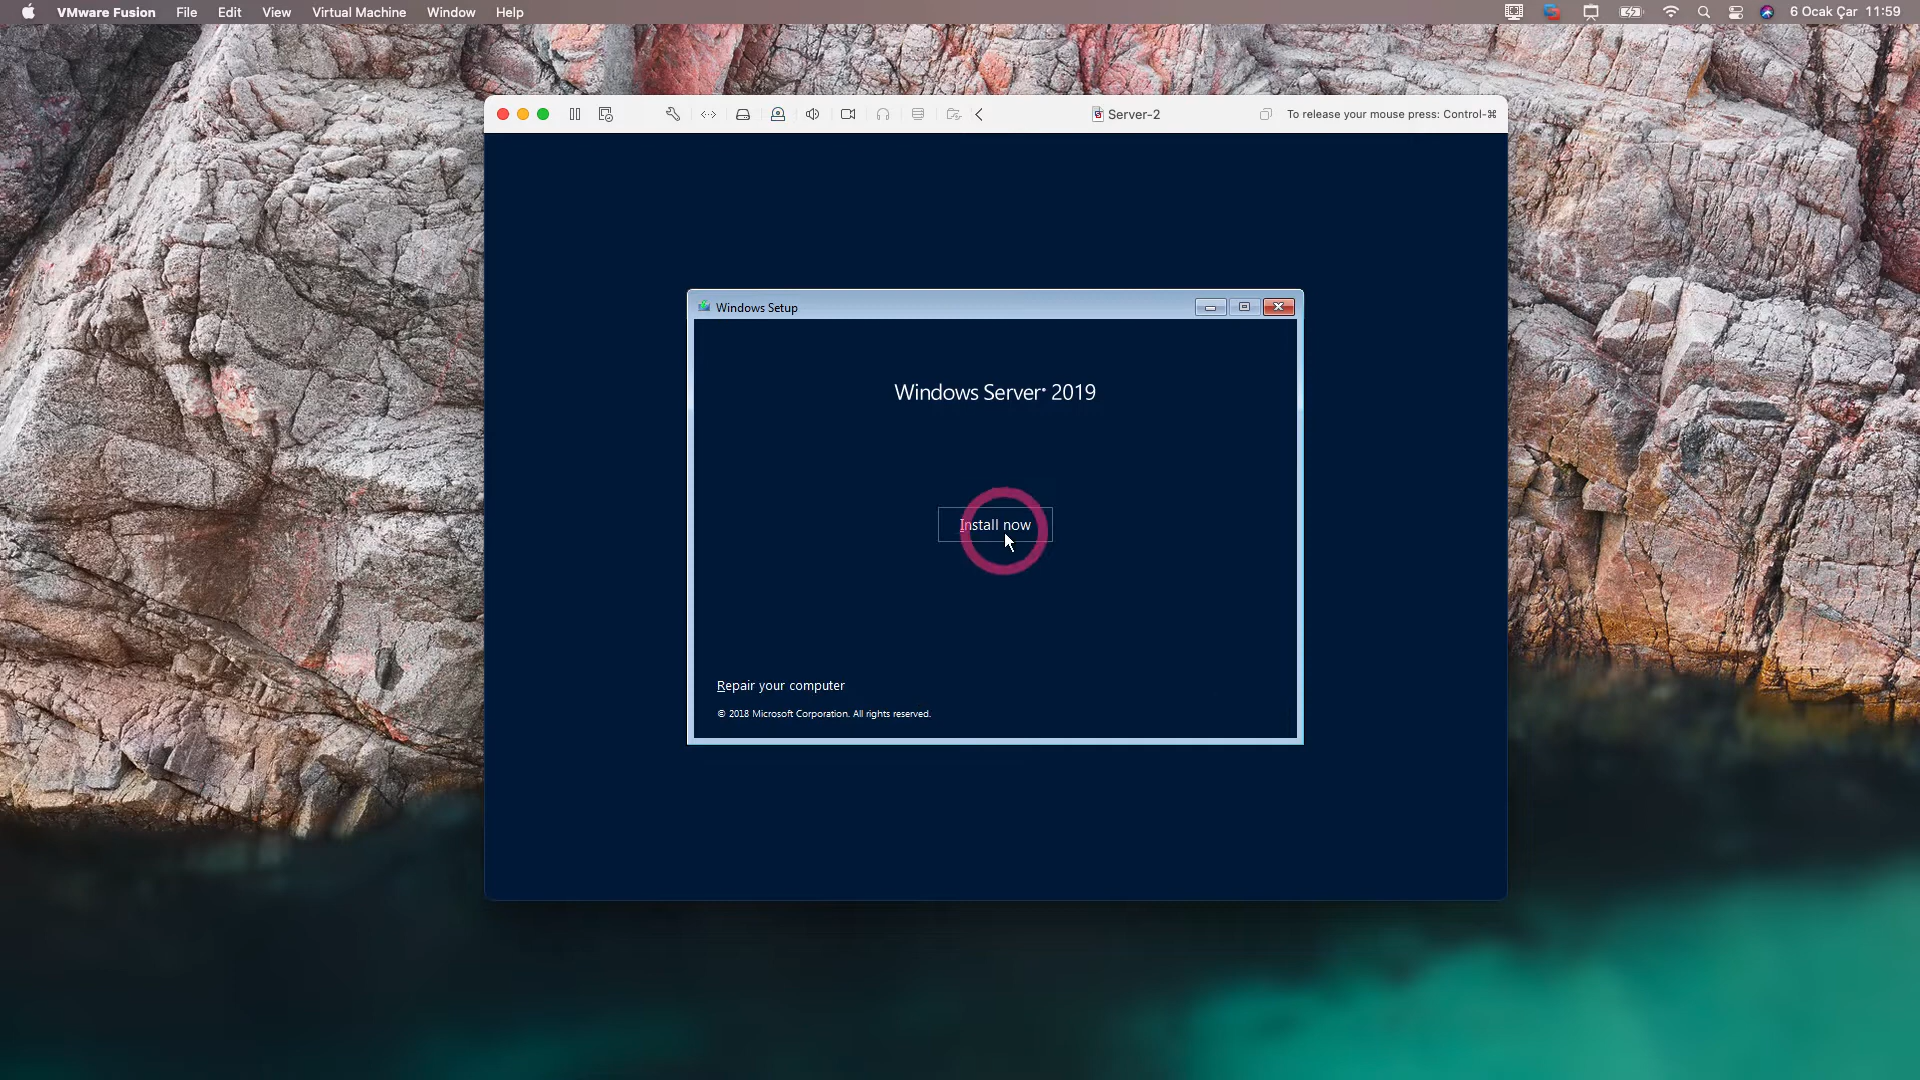 VMware Fusion File Edit View Virtual Machine Window Help 6 Ocak Çar 11:59
Server-2 To release your mouse press: Control-⌘
Windows Setup
Windows Server® 2019
Install now
Repair your computer
© 2018 Microsoft Corporation. All rights reserved.